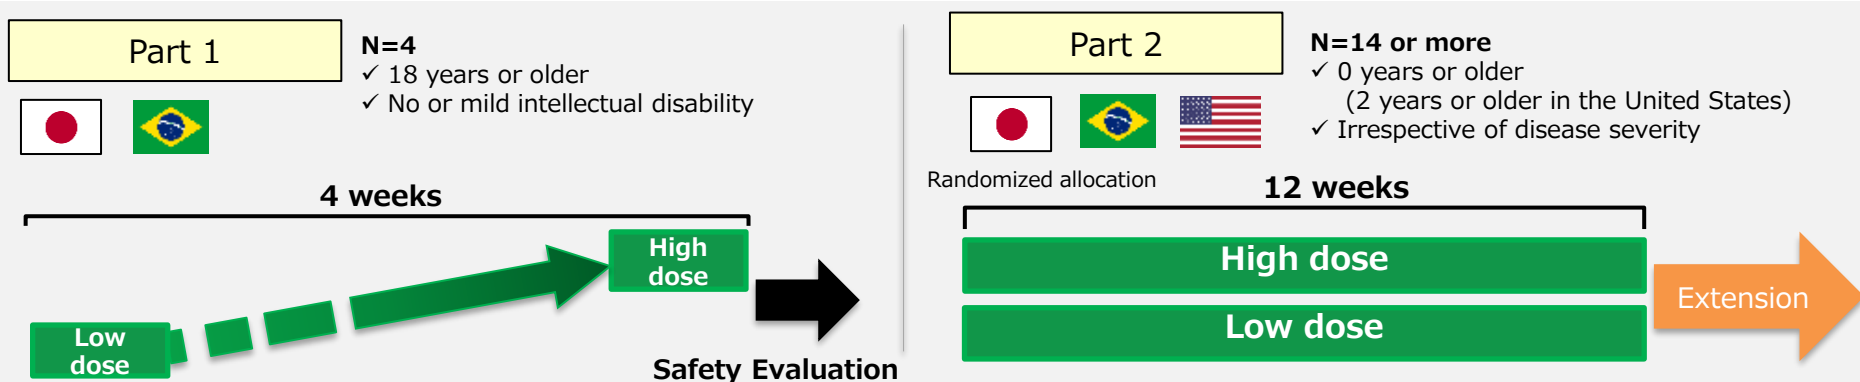 Part 1
N=4
✓ 18 years or older
✓ No or mild intellectual disability
4 weeks
Low
dose
High
dose
Safety Evaluation
Part 2
N=14 or more
✓ 0 years or older
(2 years or older in the United States)
✓ Irrespective of disease severity
Randomized allocation
12 weeks
High dose
Low dose
Extension